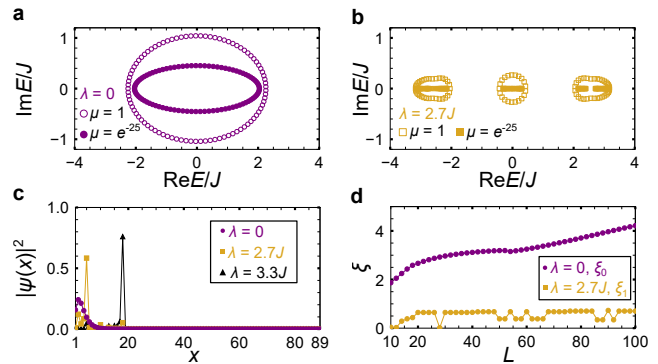 a
b
1
0
−1
ImE/J
λ = 0
μ = 1
μ = e⁻²⁵
−4
−2
0
2
4
ReE/J
1
0
−1
ImE/J
λ = 2.7J
μ = 1
μ = e⁻²⁵
−4
−2
0
2
4
ReE/J
c
d
1.0
0.5
0.0
|ψ(x)|²
λ = 0
λ = 2.7J
λ = 3.3J
1
20
40
60
80 89
x
4
2
0
ξ
λ = 0, ξ₀
λ = 2.7J, ξ₁
10 20
40
60
80
100
L